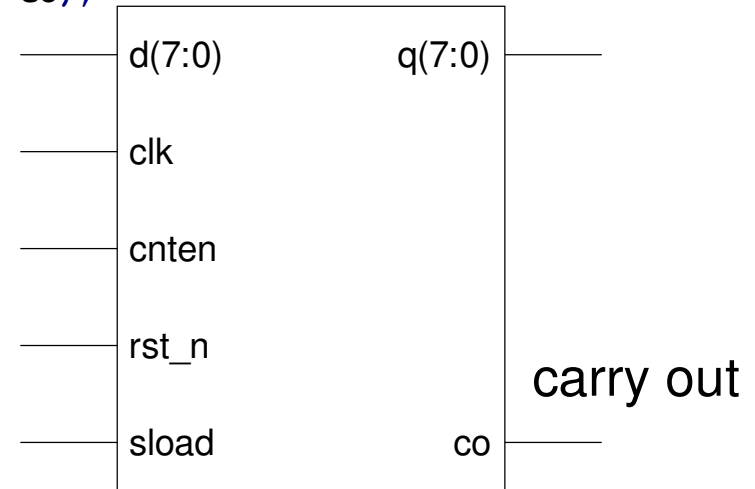 d(7:0) q(7:0)
clk
cnten
rst_n
carry out
sload co